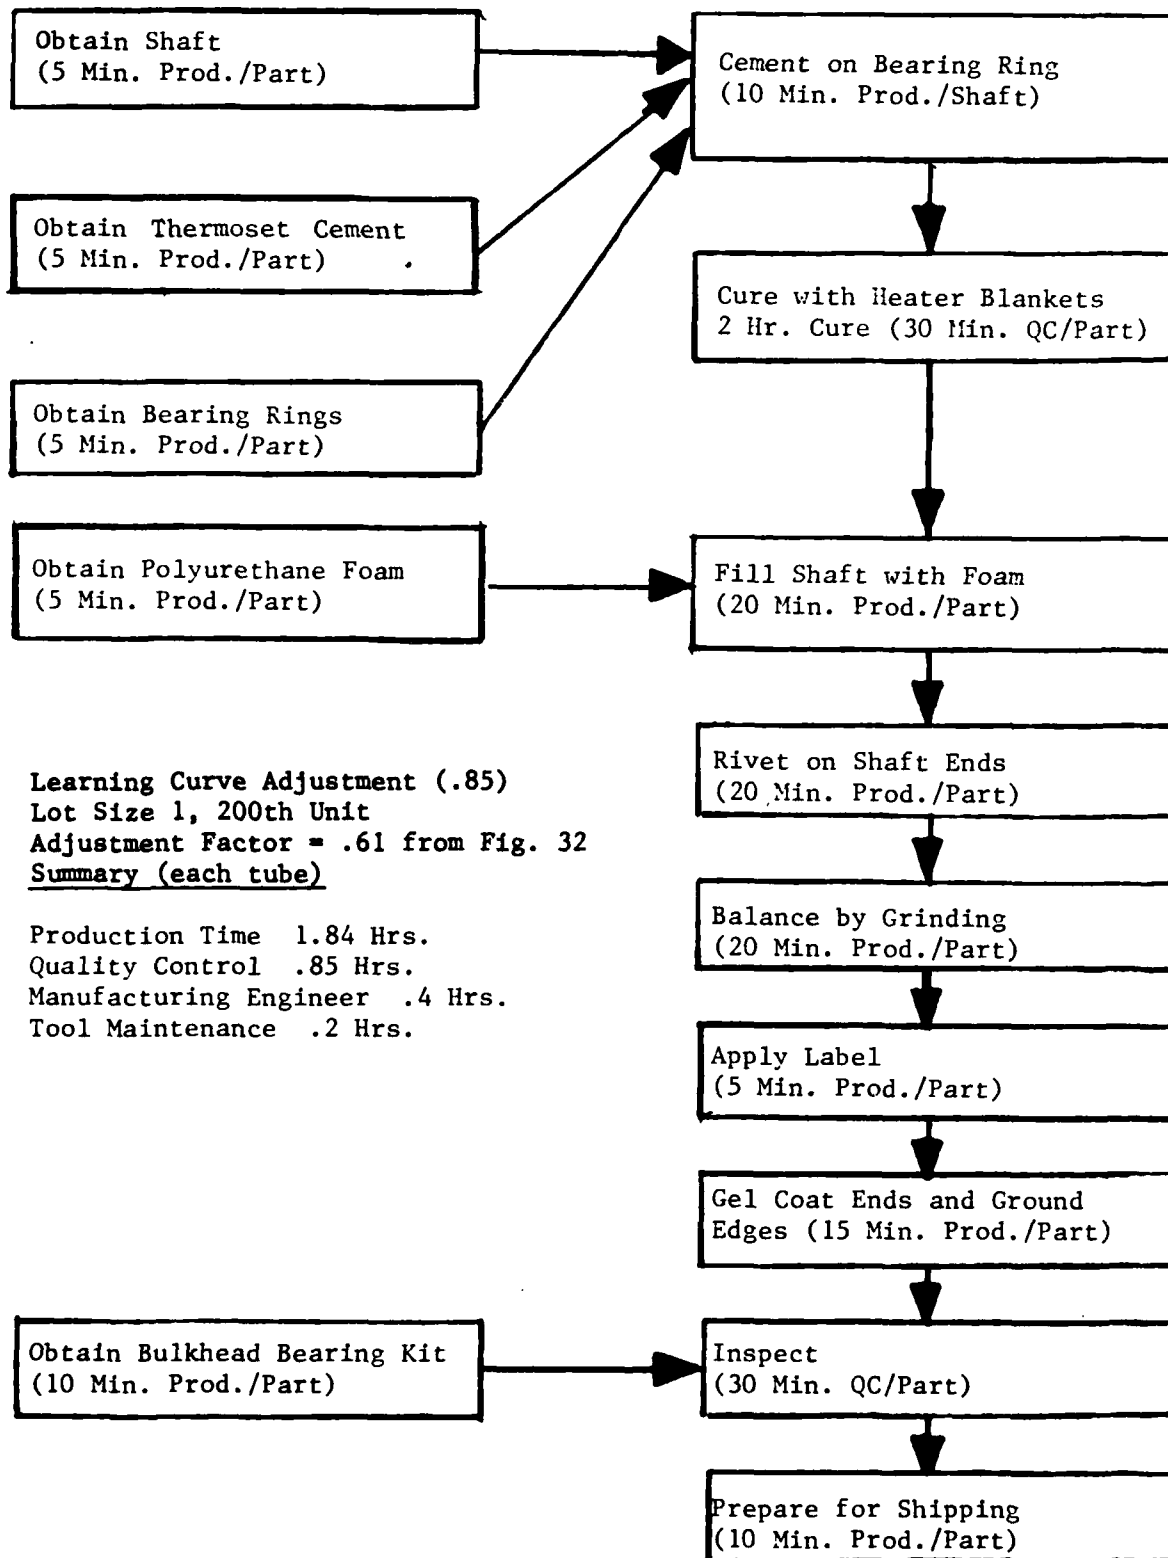 Obtain Shaft
(5 Min. Prod./Part)
Cement on Bearing Ring
(10 Min. Prod./Shaft)
Obtain Thermoset Cement
(5 Min. Prod./Part)
Cure with Heater Blankets
2 Hr. Cure (30 Min. QC/Part)
Obtain Bearing Rings
(5 Min. Prod./Part)
Obtain Polyurethane Foam
(5 Min. Prod./Part)
Fill Shaft with Foam
(20 Min. Prod./Part)
Rivet on Shaft Ends
(20 Min. Prod./Part)
Learning Curve Adjustment (.85)
Lot Size 1, 200th Unit
Adjustment Factor = .61 from Fig. 32
Summary (each tube)
Production Time 1.84 Hrs.
Quality Control .85 Hrs.
Manufacturing Engineer .4 Hrs.
Tool Maintenance .2 Hrs.
Balance by Grinding
(20 Min. Prod./Part)
Apply Label
(5 Min. Prod./Part)
Gel Coat Ends and Ground
Edges (15 Min. Prod./Part)
Obtain Bulkhead Bearing Kit
(10 Min. Prod./Part)
Inspect
(30 Min. QC/Part)
Prepare for Shipping
(10 Min. Prod./Part)